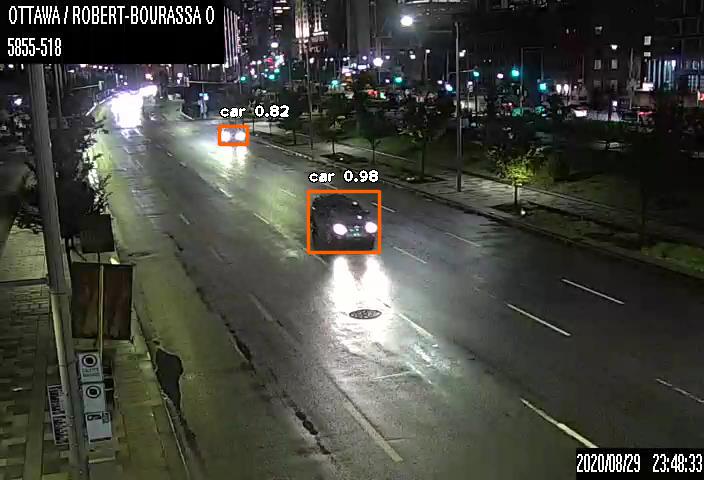 OTTAWA / ROBERT-BOURASSA O
5855-518
car 0.82
car 0.98
2020/08/29 23:48:33